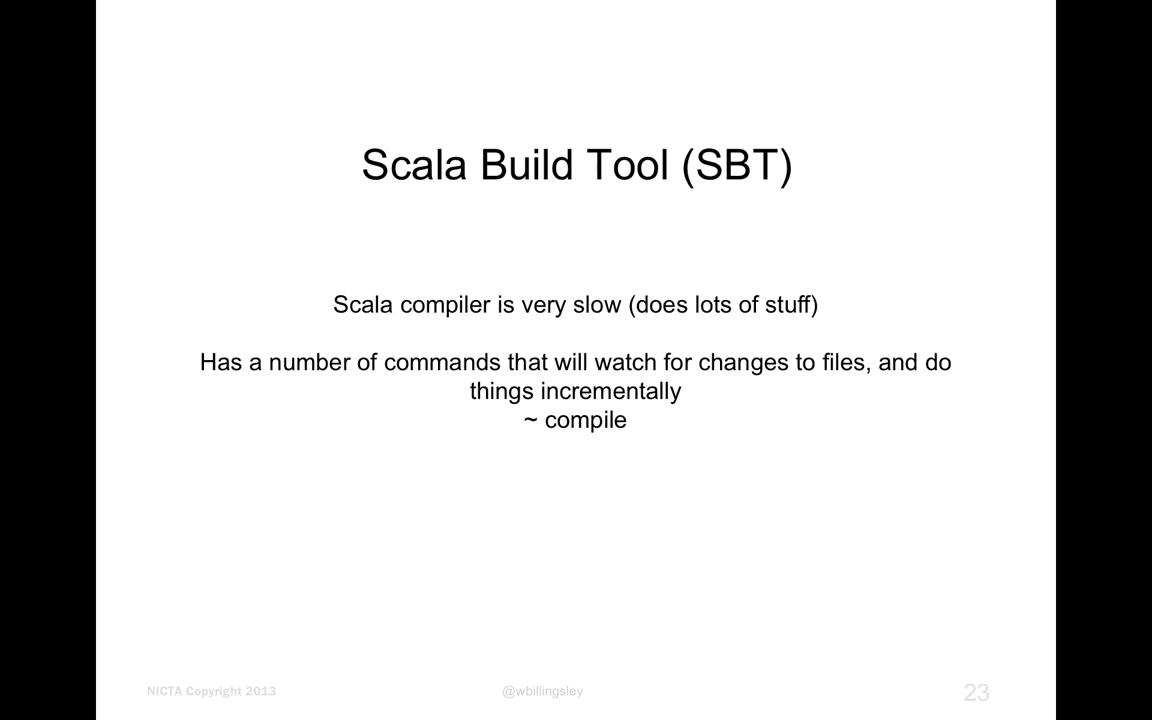 Scala Build Tool (SBT)
Scala compiler is very slow (does lots of stuff)
Has a number of commands that will watch for changes to files, and do
things incrementally
~ compile
NICTA Copyright 2013
@wbillingsley
23